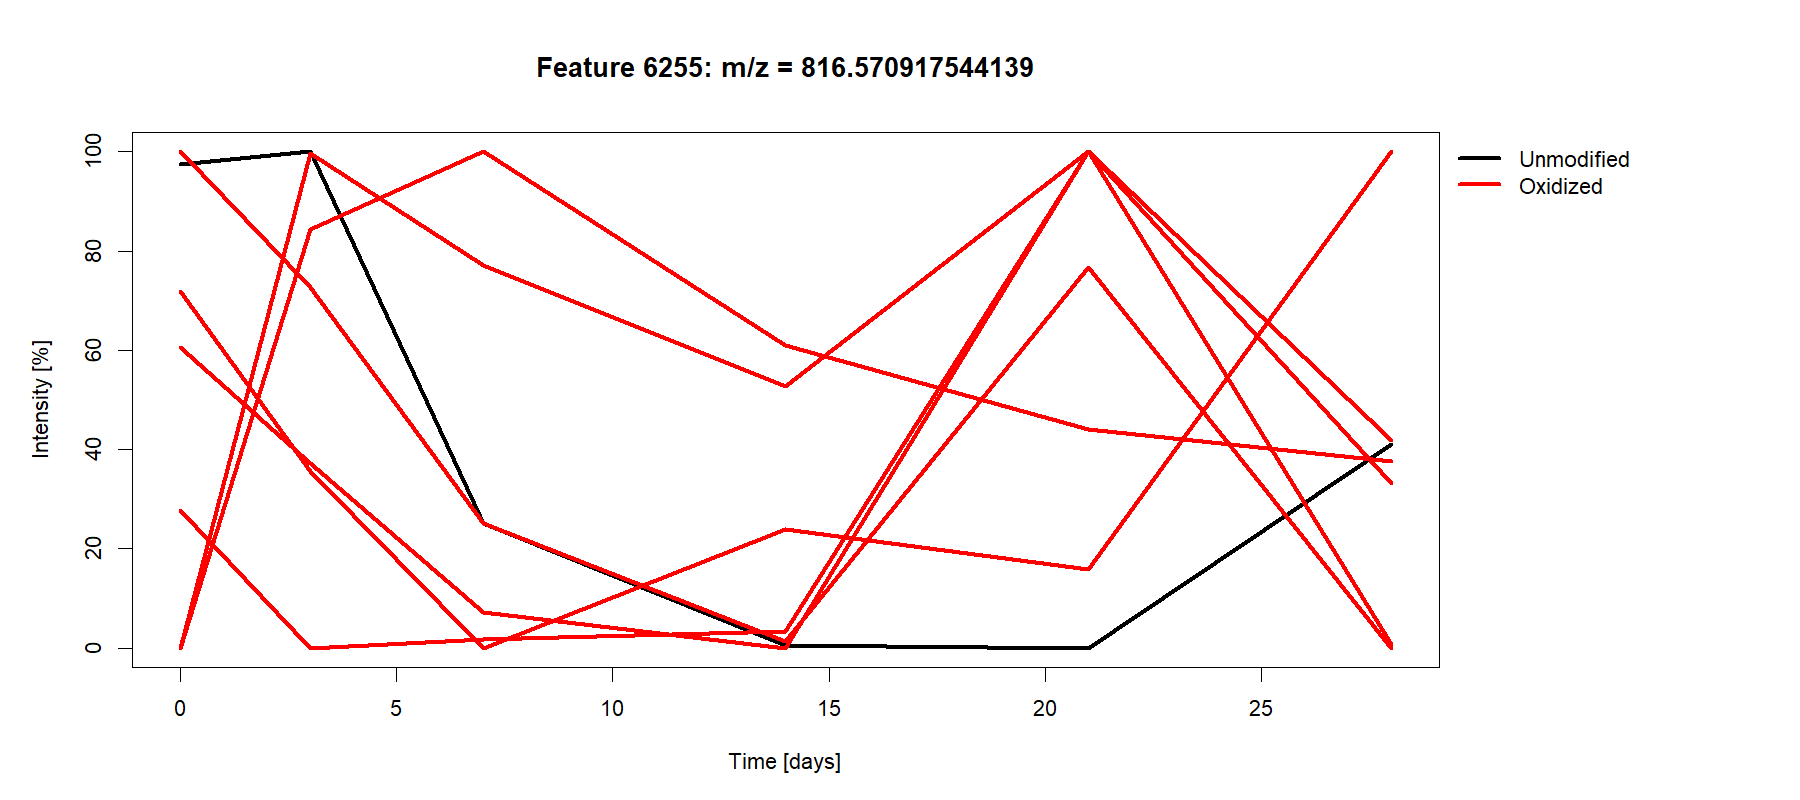 Feature 6255: m/z = 816.570917544139
Unmodified
Oxidized
Intensity [%]
100
80
60
40
20
0
0 5 10 15 20 25
Time [days]